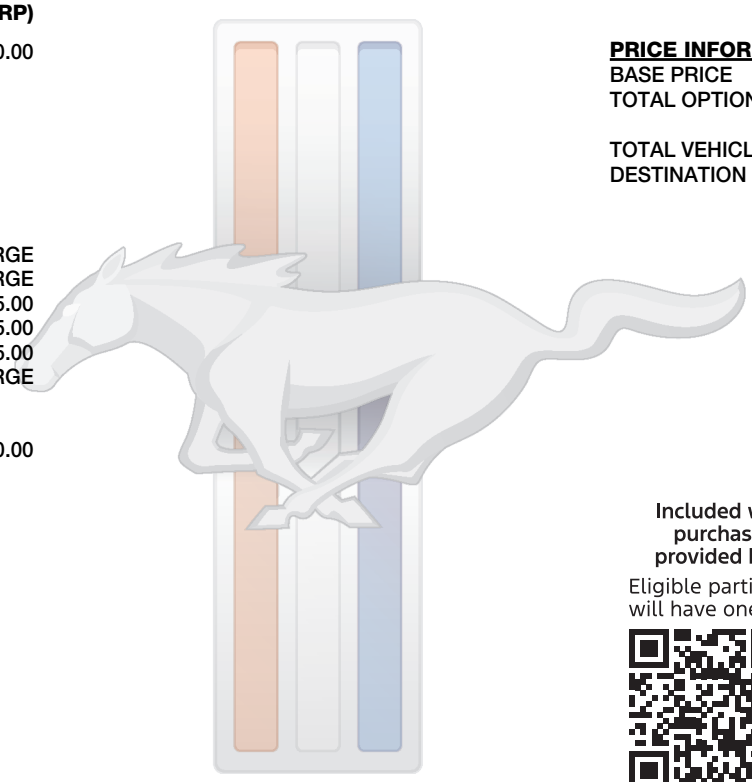 RP)
0.00
RGE
RGE
5.00
5.00
5.00
RGE
0.00
PRICE INFOR
BASE PRICE
TOTAL OPTION
TOTAL VEHICL
DESTINATION
Included
purchas
provided
Eligible parti
will have one